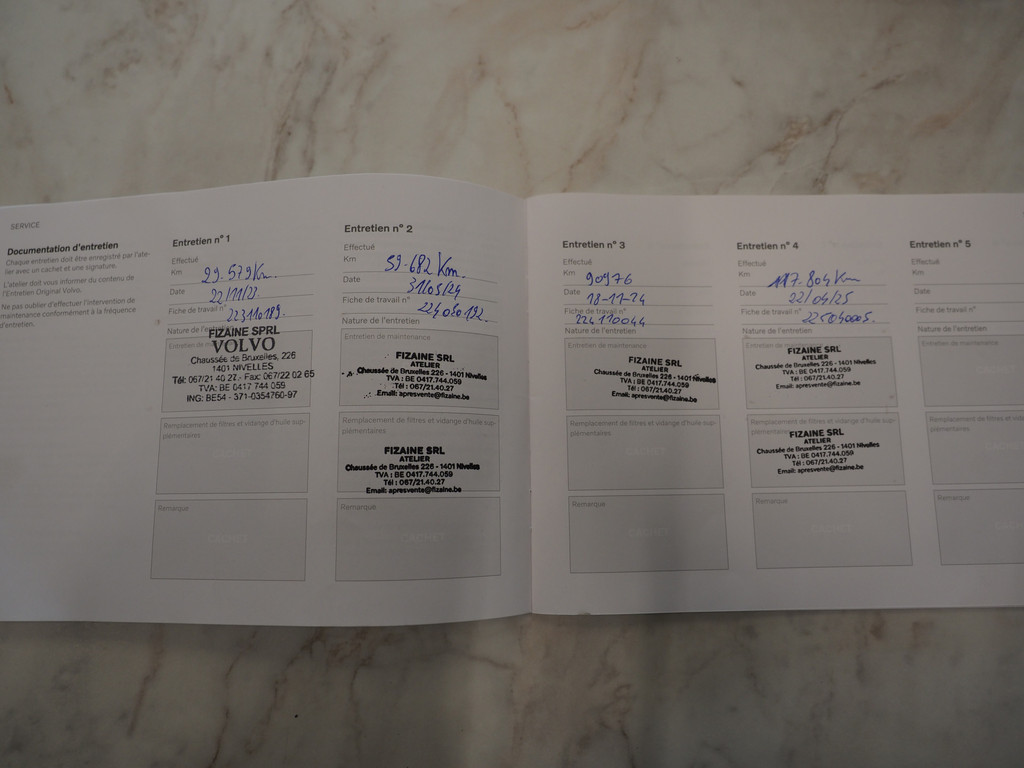 SERVICE
Documentation d'entretien
Chaque entretien doit être enregistré par l'ate-
lier avec un cachet et une signature.
L'atelier doit vous informer du contenu de
l'Entretien Original Volvo.
Ne pas oublier d'effectuer l'intervention de
maintenance conformément à la fréquence
d'entretien.
Entretien n° 1
Effectué
Km 29.579 Km.
Date 22/11/23.
Fiche de travail n° 223110189.
Nature de l'entretien
Entretien de
FIZAINE SPRL
VOLVO
Chaussée de Bruxelles, 226
1401 NIVELLES
Tél: 067/21 40 27 - Fax: 067/22 02 65
TVA: BE 0417 744 059
ING: BE54 - 371-0354760-97
Remplacement de filtres et vidange d'huile sup-
plémentaires
Remarque
Entretien n° 2
Effectué
Km 59.682 Km.
Date 31/05/24
Fiche de travail n° 224050192.
Nature de l'entretien
Entretien de maintenance
FIZAINE SRL
ATELIER
Chaussée de Bruxelles 226 - 1401 Nivelles
TVA : BE 0417.744.059
Tél : 067/21.40.27
Email: apresvente@fizaine.be
Remplacement de filtres et vidange d'huile sup-
plémentaires
FIZAINE SRL
ATELIER
Chaussée de Bruxelles 226 - 1401 Nivelles
TVA : BE 0417.744.059
Tél : 067/21.40.27
Email: apresvente@fizaine.be
Remarque
Entretien n° 3
Effectué
Km 90976
Date 18-11-24
Fiche de travail n° 224110044
Nature de l'entretien
Entretien de maintenance
FIZAINE SRL
ATELIER
Chaussée de Bruxelles 226 - 1401 Nivelles
TVA : BE 0417.744.059
Tél : 067/21.40.27
Email: apresvente@fizaine.be
Remplacement de filtres et vidange d'huile sup-
plémentaires
Remarque
Entretien n° 4
Effectué
Km 117.804 Km
Date 22/04/25
Fiche de travail n° 225040005.
Nature de l'entretien
Entretien de maintenance
FIZAINE SRL
ATELIER
Chaussée de Bruxelles 226 - 1401 Nivelles
TVA : BE 0417.744.059
Tél : 067/21.40.27
Email: apresvente@fizaine.be
Remplacement de filtres et vidange d'huile sup-
plémentaires
FIZAINE SRL
ATELIER
Chaussée de Bruxelles 226 - 1401 Nivelles
TVA : BE 0417.744.059
Tél : 067/21.40.27
Email: apresvente@fizaine.be
Remarque
Entretien n° 5
Effectué
Km
Date
Fiche de travail n°
Nature de l'entretien
Entretien de maintenance
Remplacement de filtres et vid
plémentaires
Remarque